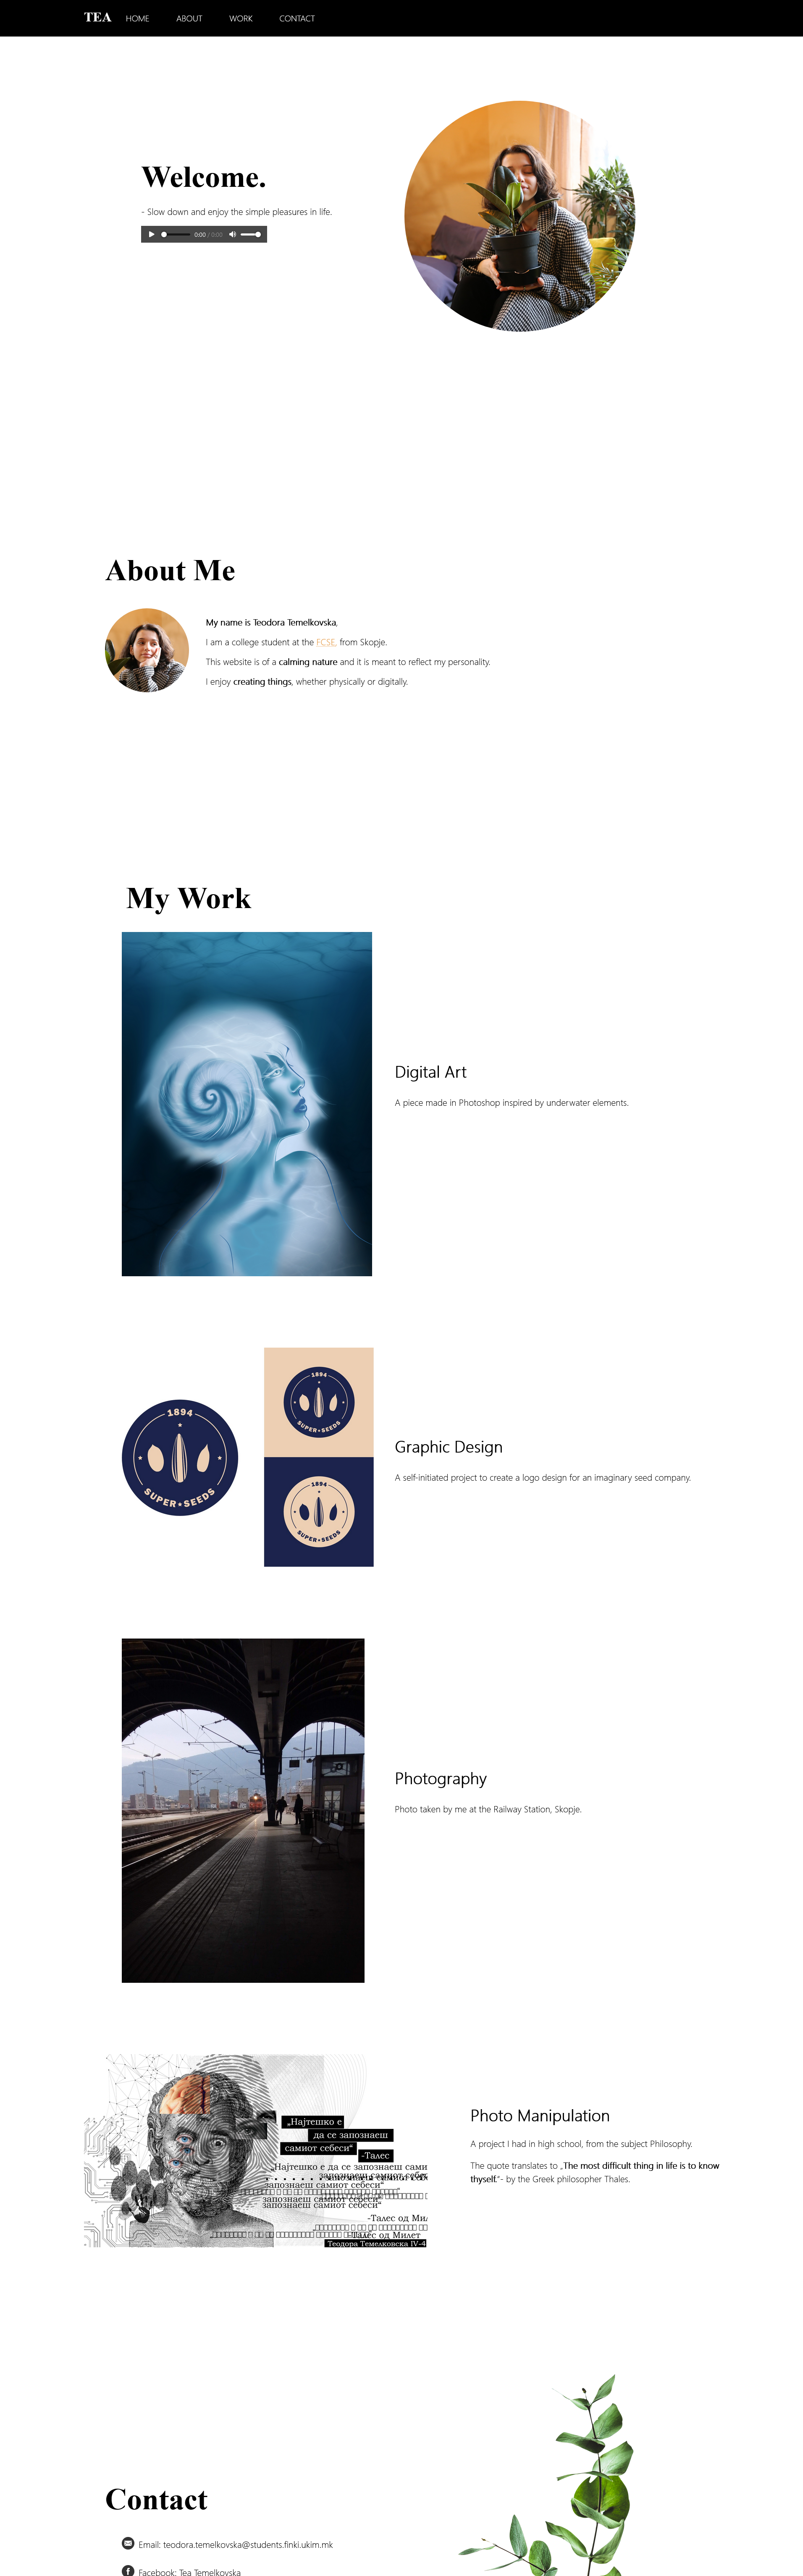 TEA HOME ABOUT WORK CONTACT
Welcome.
- Slow down and enjoy the simple pleasures in life.
0:00 / 0:00
About Me
My name is Teodora Temelkovska,
I am a college student at the FCSE, from Skopje.
This website is of a calming nature and it is meant to reflect my personality.
I enjoy creating things, whether physically or digitally.
My Work
Digital Art
A piece made in Photoshop inspired by underwater elements.
1894
SUPER SEEDS
1894
SUPER SEEDS
1894
SUPER SEEDS
Graphic Design
A self-initiated project to create a logo design for an imaginary seed company.
Photography
Photo taken by me at the Railway Station, Skopje.
„Најтешко е
да се запознаеш
самиот себеси“
-Талес
„Најтешко е да се запознаеш сами
запознаеш самиот себеси“
запознаеш самиот себеси“
запознаеш самиот себеси“
-Талес од Мил
-Талес од Милет
Теодора Темелковска IV-4
Photo Manipulation
A project I had in high school, from the subject Philosophy.
The quote translates to „The most difficult thing in life is to know
thyself.“- by the Greek philosopher Thales.
Contact
Email: teodora.temelkovska@students.finki.ukim.mk
Facebook: Tea Temelkovska